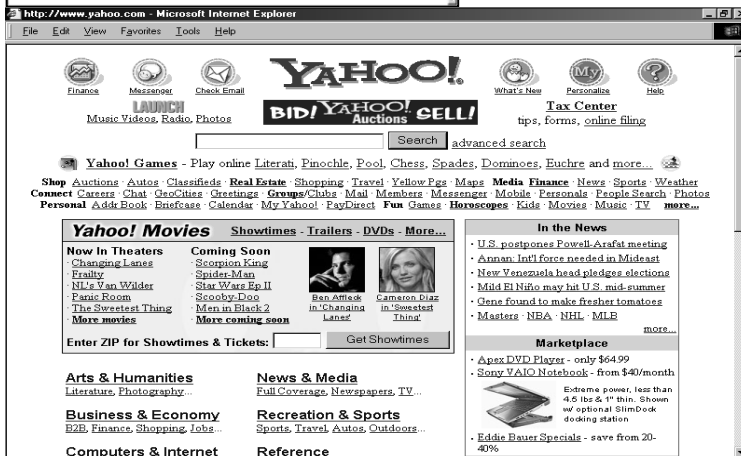 http://www.yahoo.com - Microsoft Internet Explorer
File Edit View Favorites Tools Help
Finance Messenger Check Email YAHOO! What's New My Personalize Help
LAUNCH
Music Videos, Radio, Photos
BID! YAHOO! Auctions SELL!
Tax Center
tips, forms, online filing
Search advanced search
Yahoo! Games - Play online Literati, Pinochle, Pool, Chess, Spades, Dominoes, Euchre and more...
Shop Auctions · Autos · Classifieds · Real Estate · Shopping · Travel · Yellow Pgs · Maps Media Finance · News · Sports · Weather
Connect Careers · Chat · GeoCities · Greetings · Groups/Clubs · Mail · Members · Messenger · Mobile · Personals · People Search · Photos
Personal Addr Book · Briefcase · Calendar · My Yahoo! · PayDirect Fun Games · Horoscopes · Kids · Movies · Music · TV more...
Yahoo! Movies Showtimes - Trailers - DVDs - More...
Now In Theaters
· Changing Lanes
· Frailty
· NL's Van Wilder
· Panic Room
· The Sweetest Thing
· More movies
Coming Soon
· Scorpion King
· Spider-Man
· Star Wars Ep II
· Scooby-Doo
· Men in Black 2
· More coming soon
Ben Affleck
in 'Changing
Lanes'
Cameron Diaz
in 'Sweetest
Thing'
Enter ZIP for Showtimes & Tickets: Get Showtimes
Arts & Humanities
Literature, Photography...
News & Media
Full Coverage, Newspapers, TV...
Business & Economy
B2B, Finance, Shopping, Jobs...
Recreation & Sports
Sports, Travel, Autos, Outdoors...
Computers & Internet
Reference
In the News
· U.S. postpones Powell-Arafat meeting
· Annan: Int'l force needed in Mideast
· New Venezuela head pledges elections
· Mild El Niño may hit U.S. mid-summer
· Gene found to make fresher tomatoes
· Masters · NBA · NHL · MLB
more...
Marketplace
· Apex DVD Player - only $64.99
· Sony VAIO Notebook - from $40/month
Extreme power, less than
4.5 lbs & 1" thin. Shown
w/ optional SlimDock
docking station
· Eddie Bauer Specials - save from 20-
40%